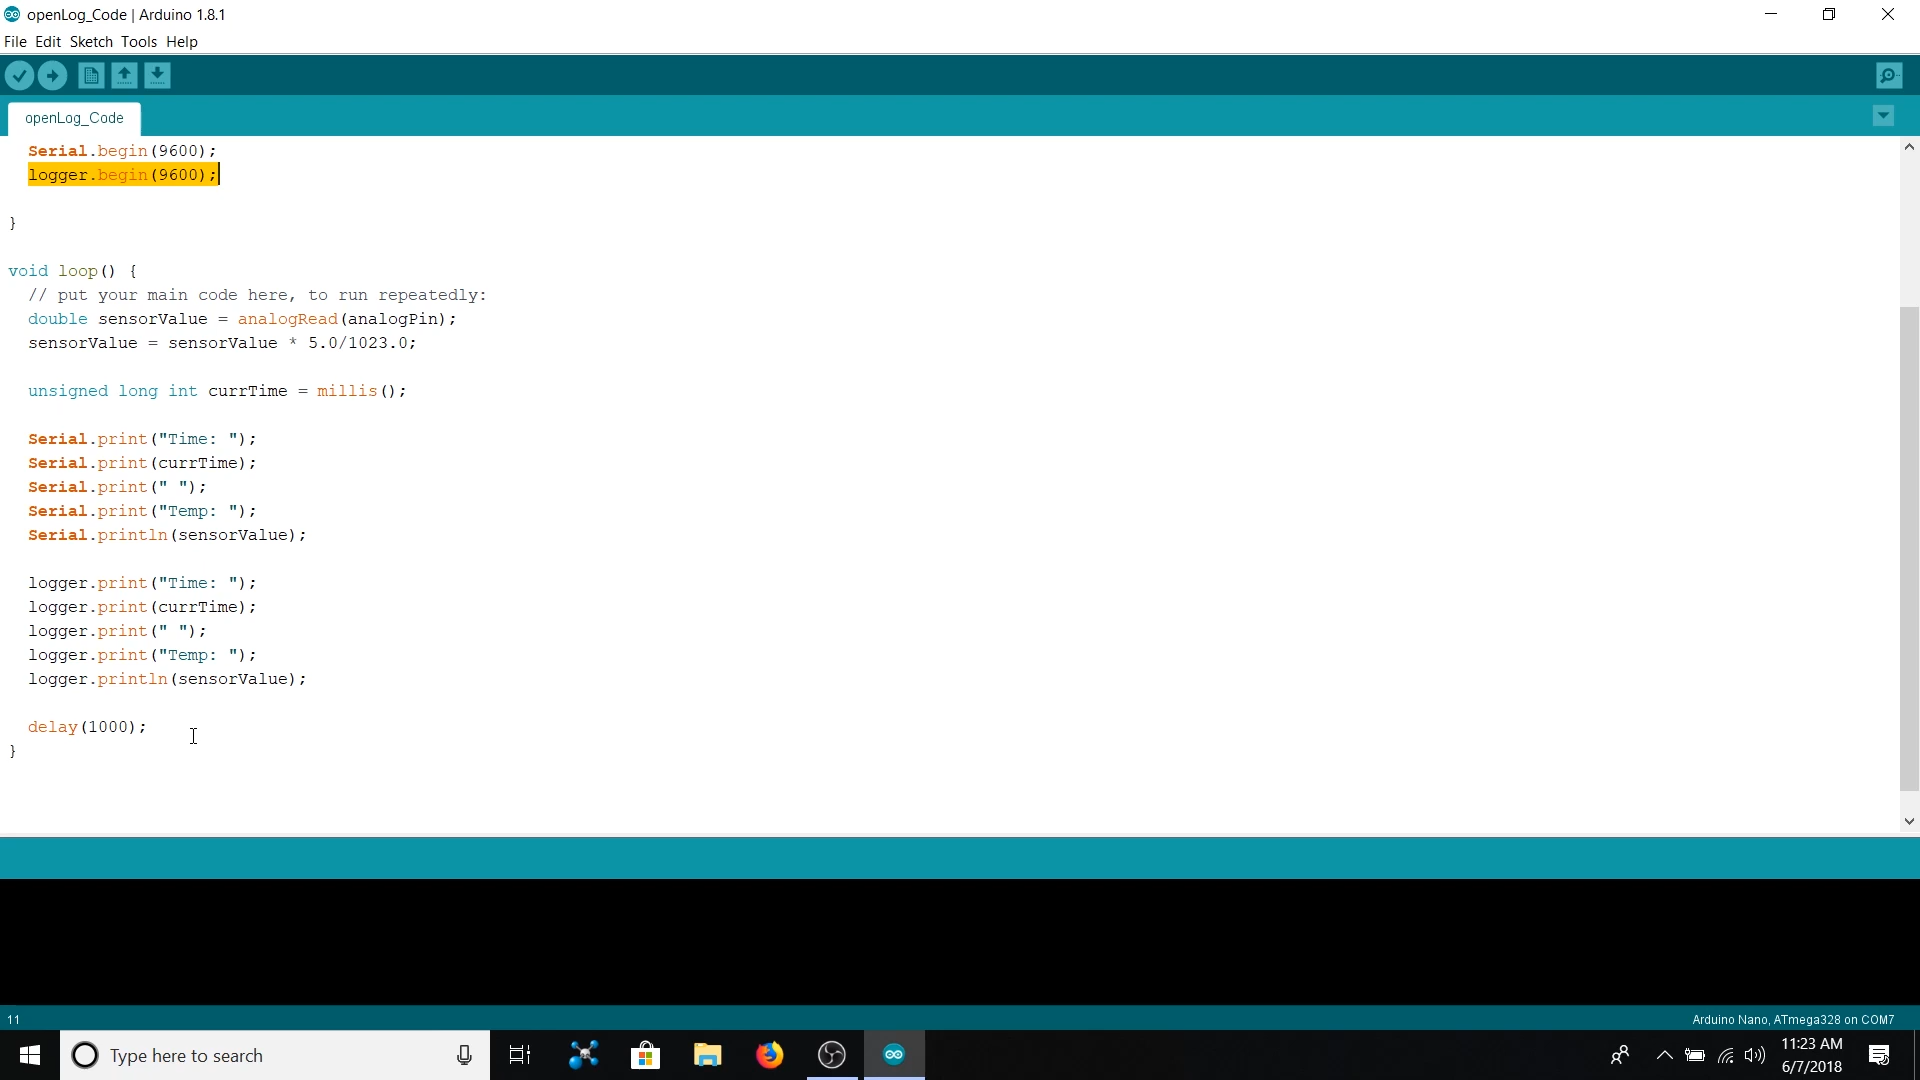 openLog_Code | Arduino 1.8.1
File Edit Sketch Tools Help
openLog_Code
Serial.begin(9600);
logger.begin(9600);
}
void loop() {
// put your main code here, to run repeatedly:
double sensorValue = analogRead(analogPin);
sensorValue = sensorValue * 5.0/1023.0;
unsigned long int currTime = millis();
Serial.print("Time: ");
Serial.print(currTime);
Serial.print(" ");
Serial.print("Temp: ");
Serial.println(sensorValue);
logger.print("Time: ");
logger.print(currTime);
logger.print(" ");
logger.print("Temp: ");
logger.println(sensorValue);
delay(1000);
}
11
Arduino Nano, ATmega328 on COM7
Type here to search
11:23 AM
6/7/2018